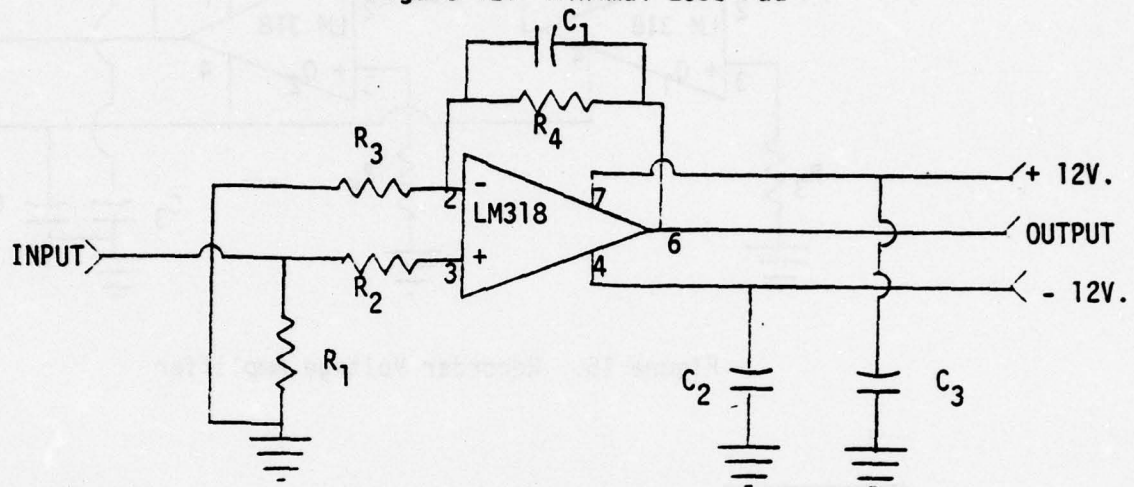 C1
R4
R3
2
-
LM318
7
+ 12V.
INPUT
R2
3
+
4
6
OUTPUT
- 12V.
R1
C2
C3